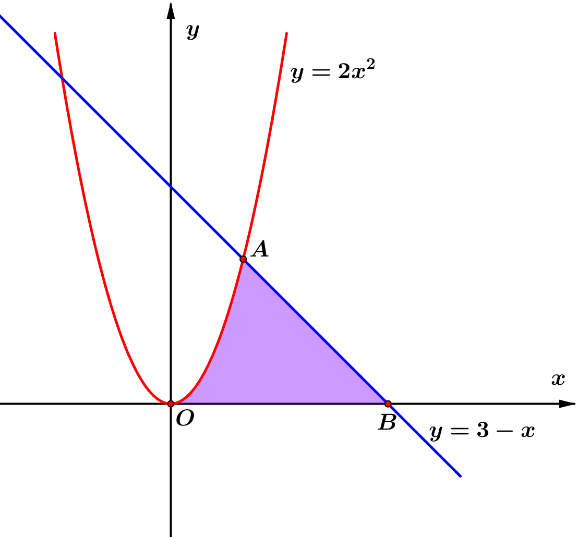 y
y = 2x²
A
x
O
B
y = 3 − x